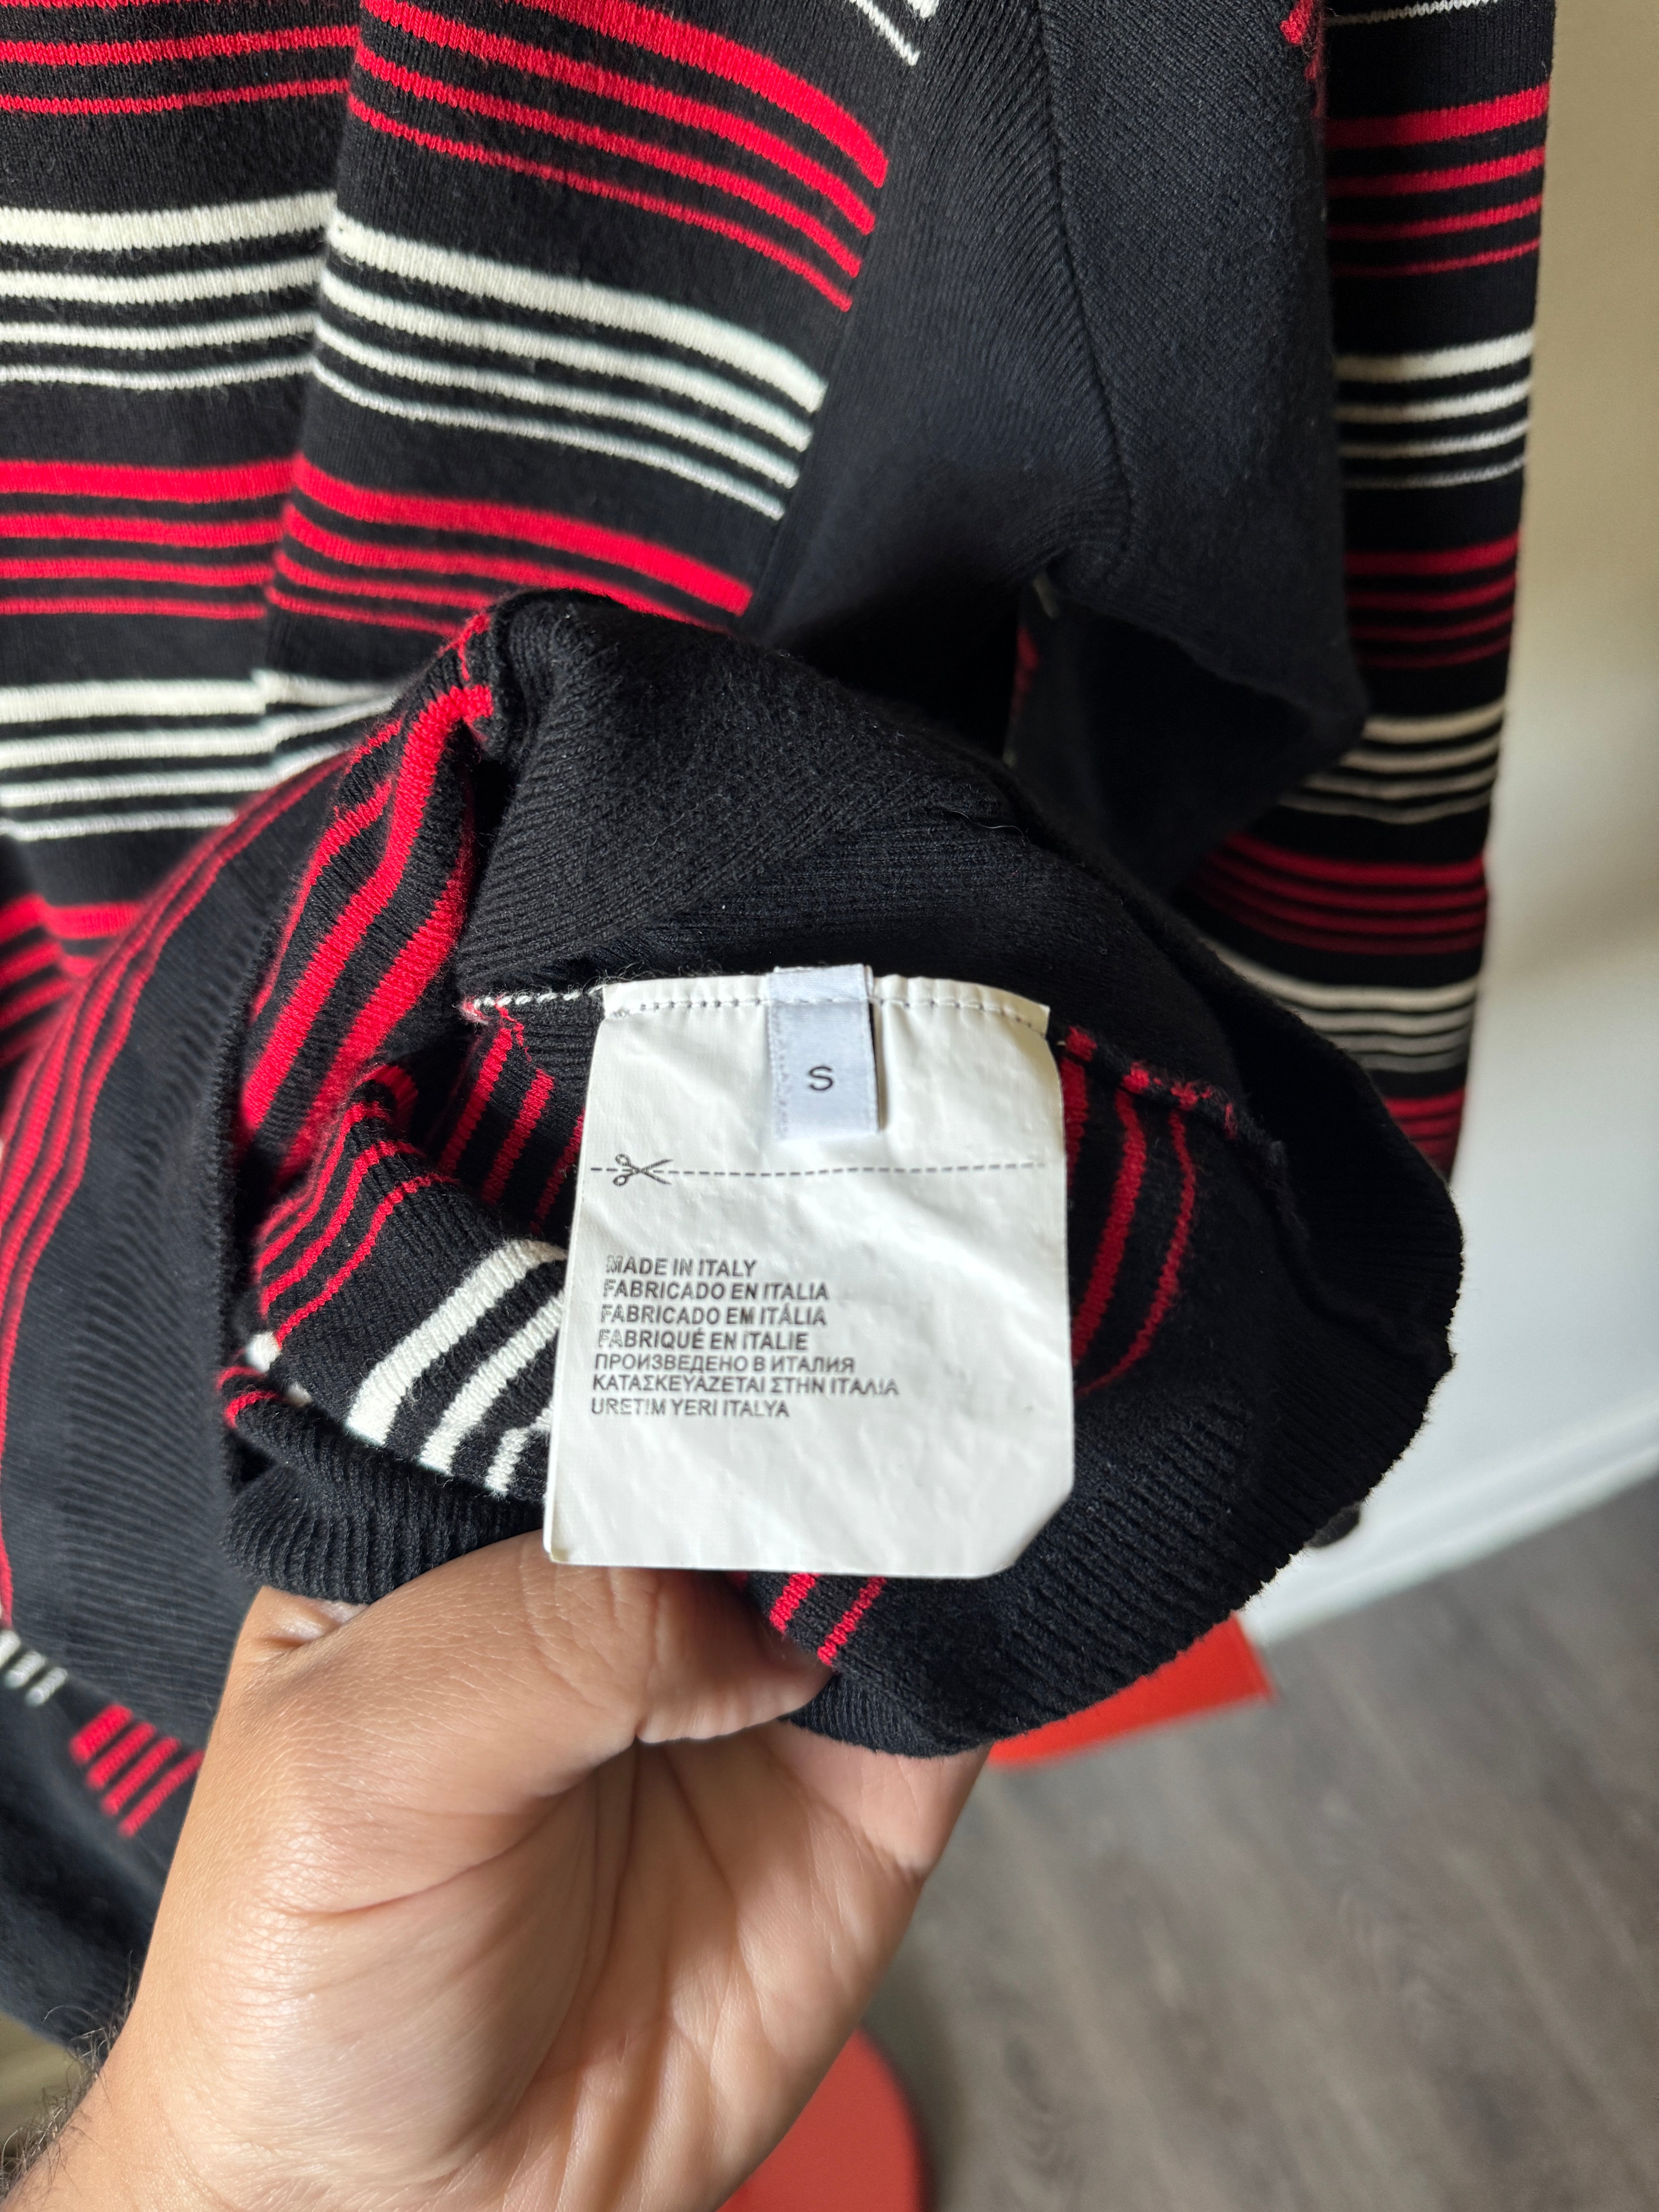 S
MADE IN ITALY
FABRICADO EN ITALIA
FABRICADO EM ITÁLIA
FABRIQUÉ EN ITALIE
ПРОИЗВЕДЕНО В ИТАЛИЯ
ΚΑΤΑΣΚΕΥΑΖΕΤΑΙ ΣΤΗΝ ΙΤΑΛΙΑ
URETIM YERI ITALYA